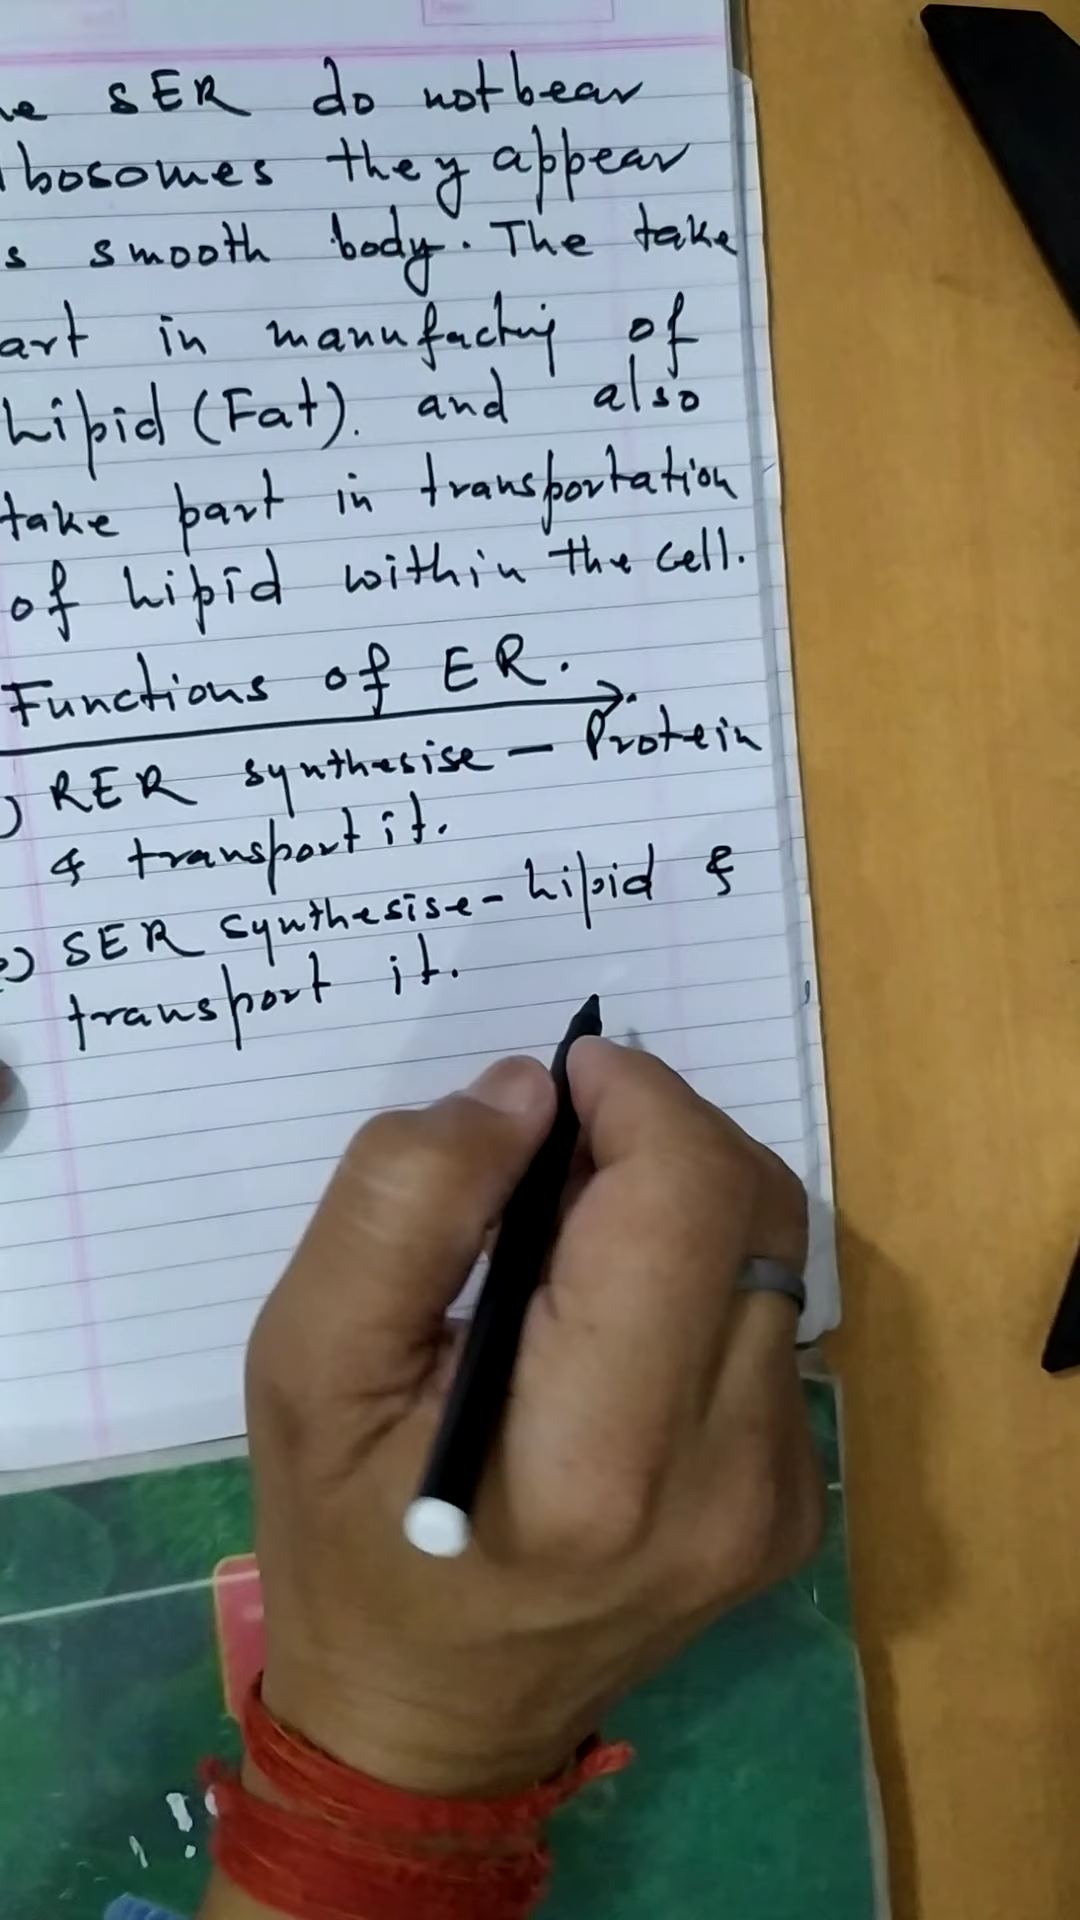 SER do not bear
bosomes they appear
s smooth body. The take
art in manufactuig of
Lipid (Fat). and also
take part in transportation
of Lipid within the cell.
Functions of ER.
) RER synthesise - Protein
& transport it.
2) SER synthesise - Lipid &
transport it.